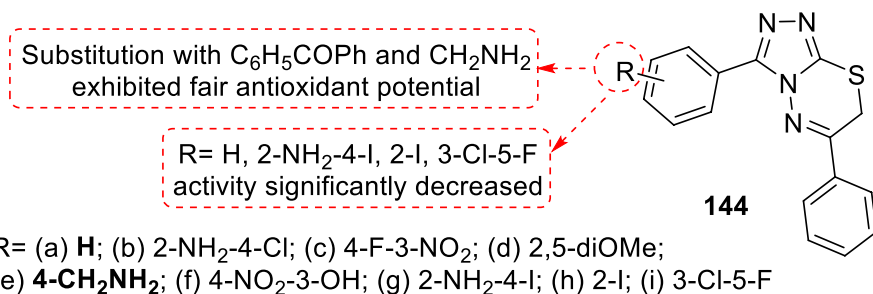 Substitution with C₆H₅COPh and CH₂NH₂
exhibited fair antioxidant potential
R
R= H, 2-NH₂-4-I, 2-I, 3-Cl-5-F
activity significantly decreased
N N
N
S
N
144
R= (a) H; (b) 2-NH₂-4-Cl; (c) 4-F-3-NO₂; (d) 2,5-diOMe;
e) 4-CH₂NH₂; (f) 4-NO₂-3-OH; (g) 2-NH₂-4-I; (h) 2-I; (i) 3-Cl-5-F